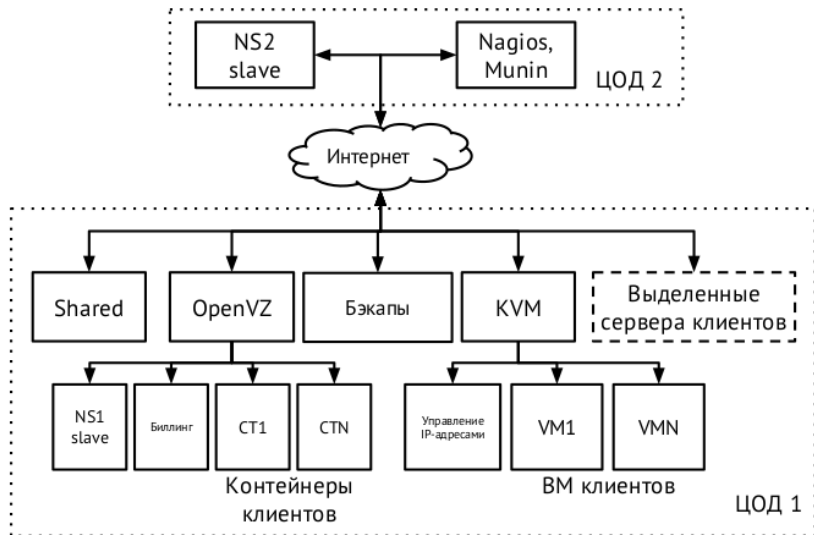 NS2
slave
Nagios,
Munin
ЦОД 2
Интернет
Shared
OpenVZ
Бэкапы
KVM
Выделенные
сервера клиентов
NS1
slave
Биллинг
CT1
CTN
Управление
IP-адресами
VM1
VMN
Контейнеры
клиентов
ВМ клиентов
ЦОД 1